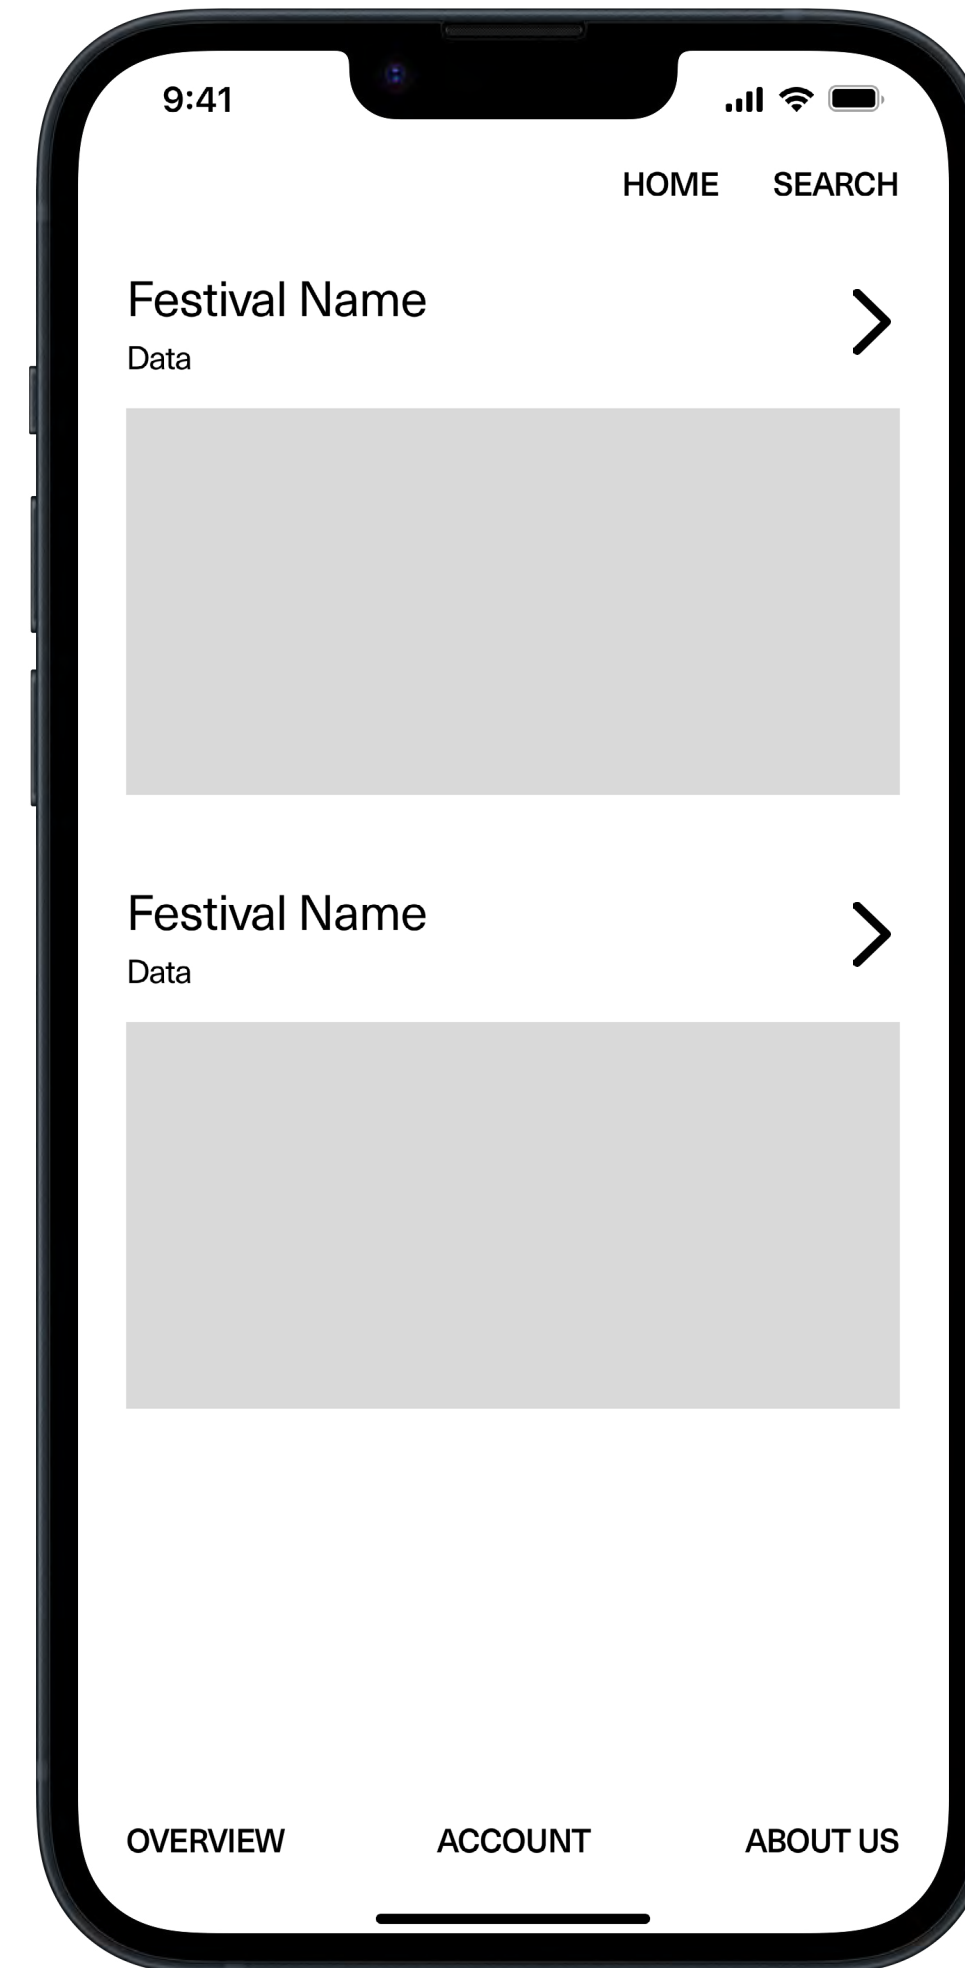 9:41
HOME SEARCH
Festival Name
Data
Festival Name
Data
OVERVIEW ACCOUNT ABOUT US